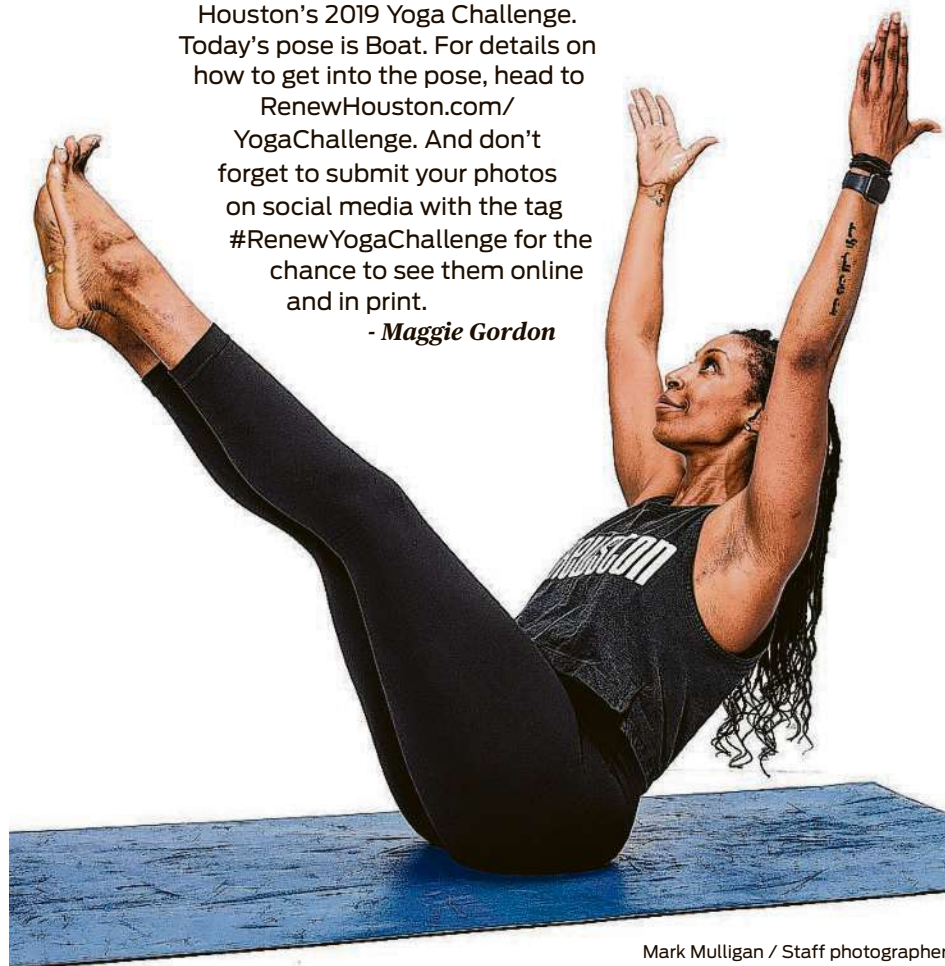 Houston's 2019 Yoga Challenge.
Today's pose is Boat. For details on
how to get into the pose, head to
RenewHouston.com/
YogaChallenge. And don't
forget to submit your photos
on social media with the tag
#RenewYogaChallenge for the
chance to see them online
and in print.
- Maggie Gordon
Mark Mulligan / Staff photographer